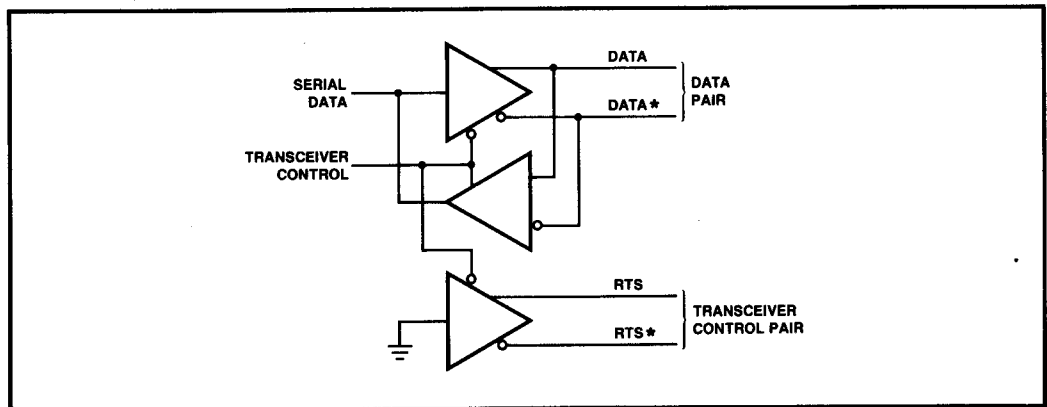 SERIAL
DATA
TRANSCEIVER
CONTROL
DATA
DATA*
DATA
PAIR
RTS
RTS*
TRANSCEIVER
CONTROL PAIR